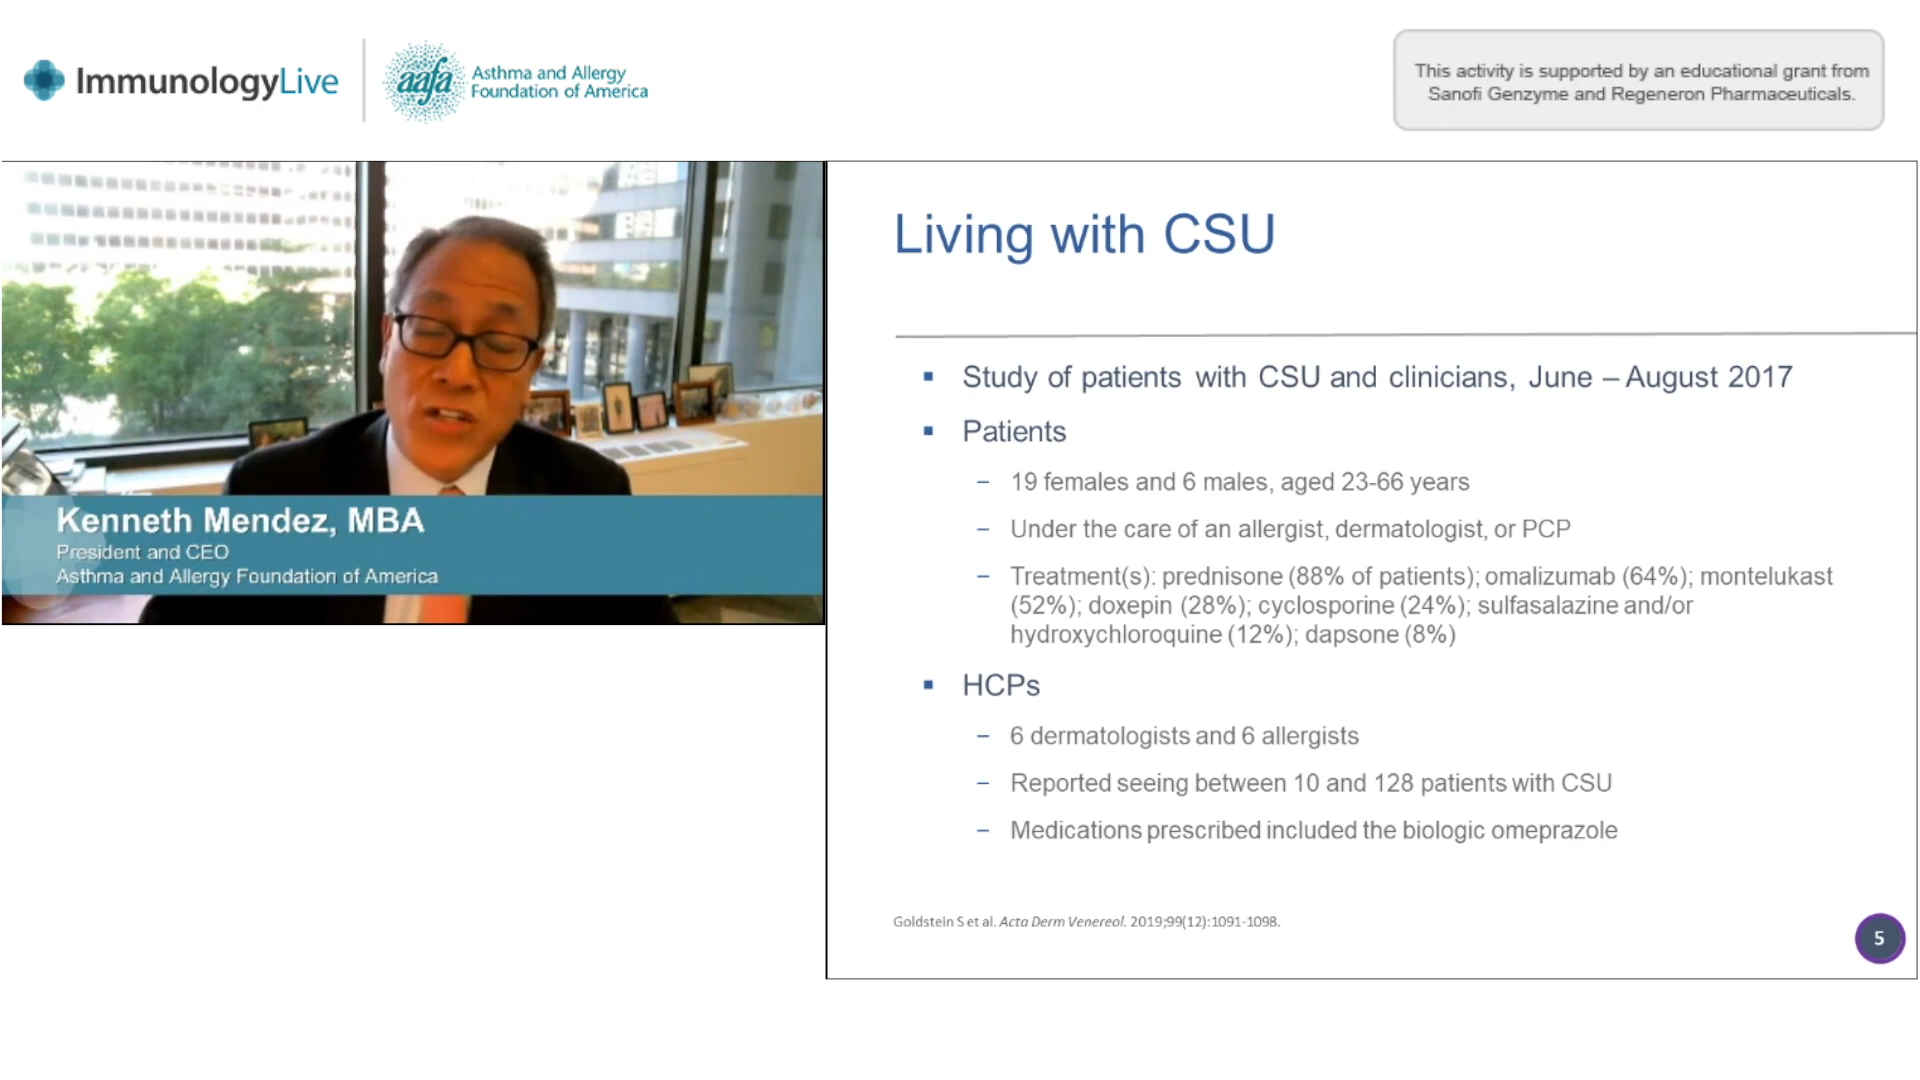 ImmunologyLive
aafa
Asthma and Allergy
Foundation of America
This activity is supported by an educational grant from
Sanofi Genzyme and Regeneron Pharmaceuticals.
Kenneth Mendez, MBA
President and CEO
Asthma and Allergy Foundation of America
Living with CSU
▪ Study of patients with CSU and clinicians, June – August 2017
▪ Patients
– 19 females and 6 males, aged 23-66 years
– Under the care of an allergist, dermatologist, or PCP
– Treatment(s): prednisone (88% of patients); omalizumab (64%); montelukast
(52%); doxepin (28%); cyclosporine (24%); sulfasalazine and/or
hydroxychloroquine (12%); dapsone (8%)
▪ HCPs
– 6 dermatologists and 6 allergists
– Reported seeing between 10 and 128 patients with CSU
– Medications prescribed included the biologic omeprazole
Goldstein S et al. Acta Derm Venereol. 2019;99(12):1091-1098.
5